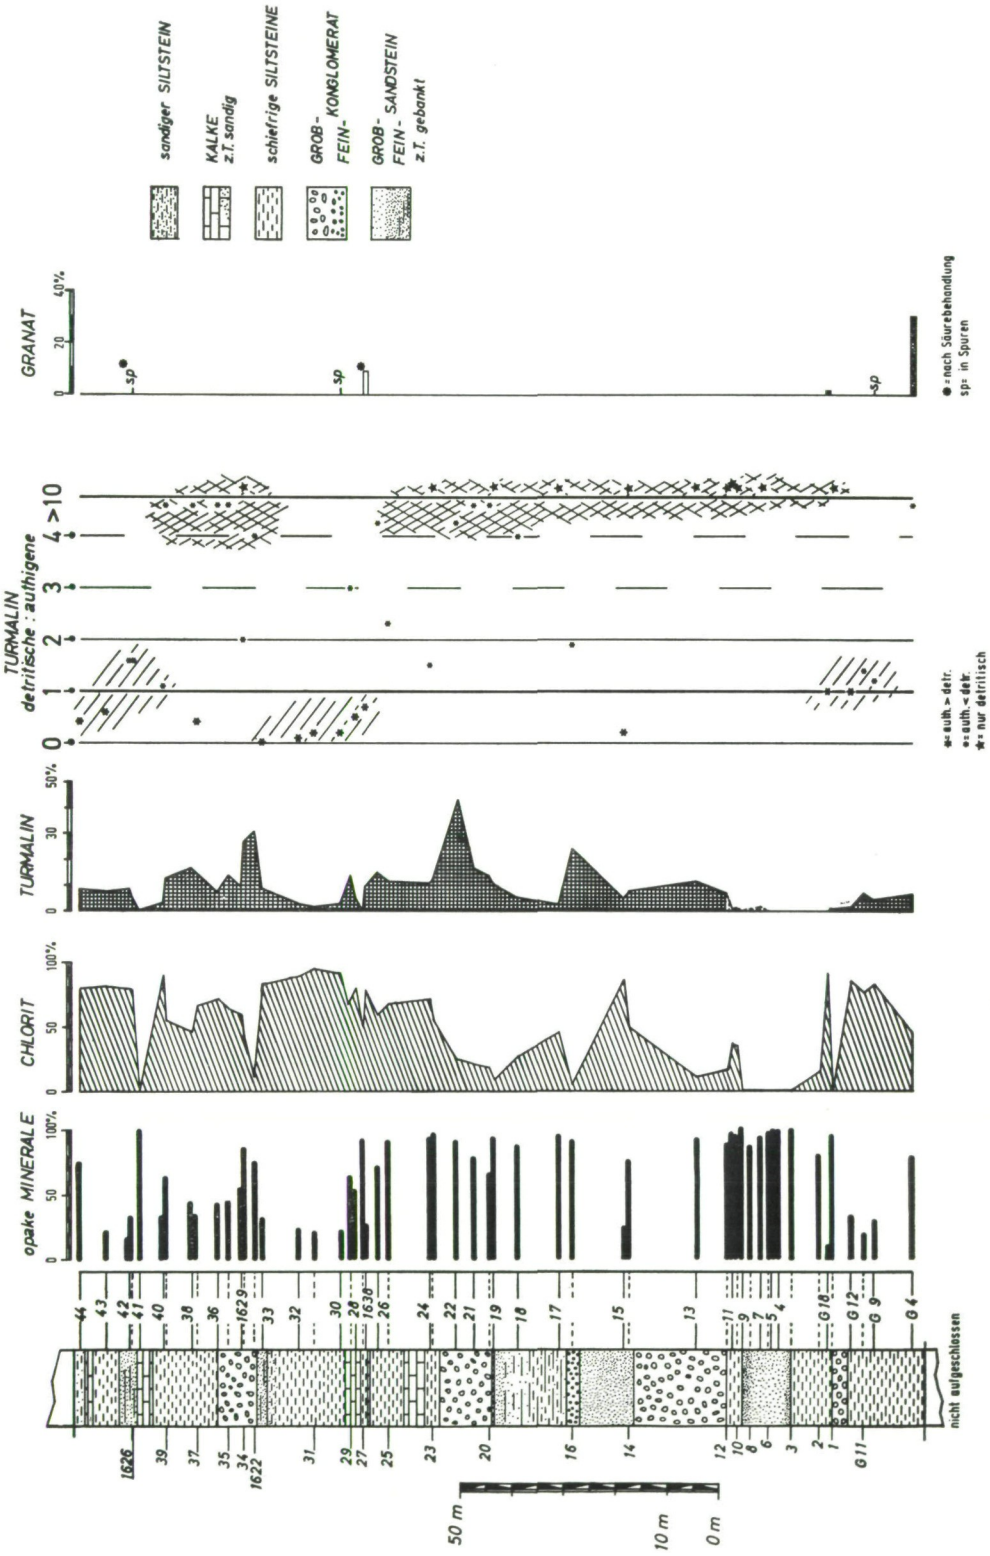 GRANAT
0 20 40%
sp
sp
sp
sandiger SILTSTEIN
KALKE
z.T. sandig
schiefrige SILTSTEINE
GROB-
KONGLOMERAT
FEIN-
GROB-
FEIN- SANDSTEIN
z.T. gebankt
● = nach Säurebehandlung
sp = in Spuren
TURMALIN
detritische : authigene
0 1 2 3 4 >10
✱ = auth. > detr.
• = auth. < detr.
★ = nur detritisch
TURMALIN
0 30 50%
CHLORIT
0 50 100%
opake MINERALE
0 50 100%
44 43 42 41 40 38 36 1629 33 32 30 28 1638 26 24 22 21 19 18 17 15 13 11 9 7 5 4 G18 G12 G9 G4
nicht aufgeschlossen
1626 39 37 35 34 1622 31 29 27 25 23 20 16 14 12 10 8 6 3 2 1 G11
50 m 10 m 0 m